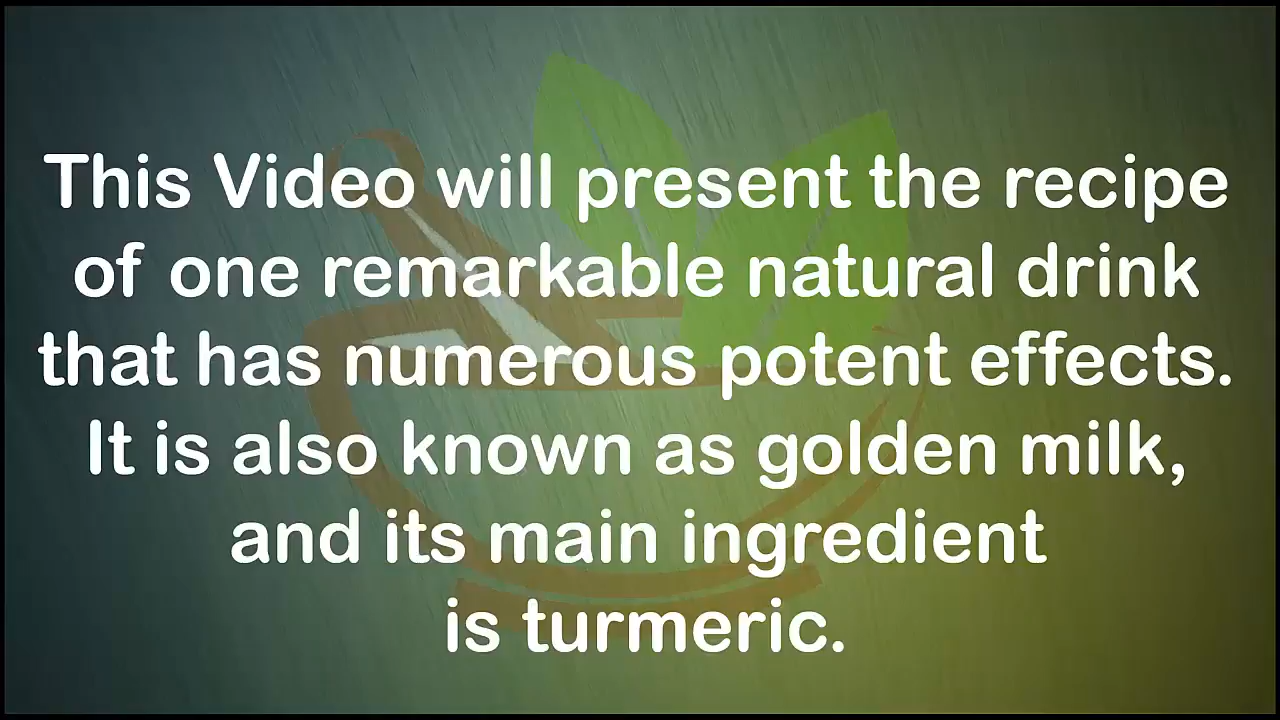 This Video will present the recipe
of one remarkable natural drink
that has numerous potent effects.
It is also known as golden milk,
and its main ingredient
is turmeric.